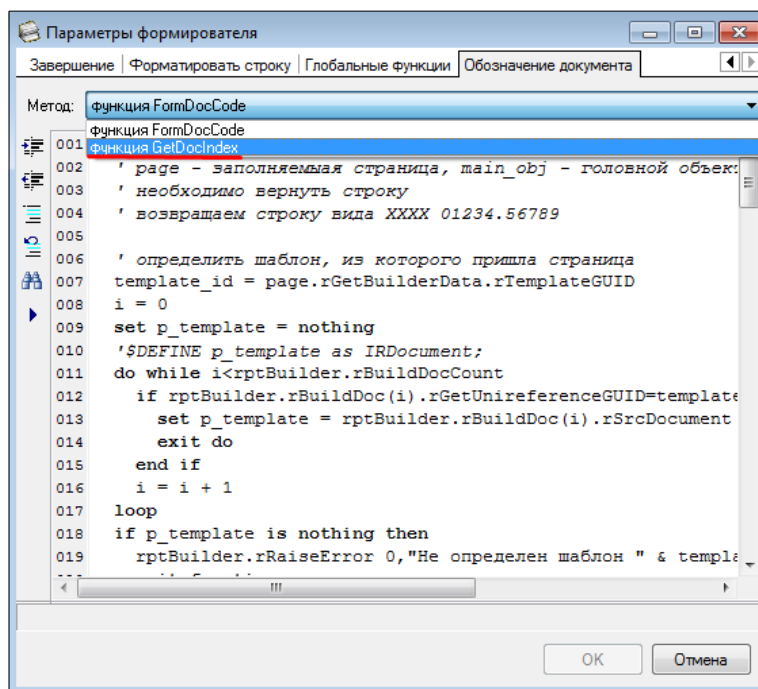 Параметры формирователя
Завершение Форматировать строку Глобальные функции Обозначение документа
Метод: функция FormDocCode
функция FormDocCode
001 функция GetDocIndex
002 ' page - заполняемыая страница, main_obj - головной объек
003 ' необходимо вернуть строку
004 ' возвращаем строку вида XXXX 01234.56789
005
006 ' определить шаблон, из которого пришла страница
007 template_id = page.rGetBuilderData.rTemplateGUID
008 i = 0
009 set p_template = nothing
010 '$DEFINE p_template as IRDocument;
011 do while i<rptBuilder.rBuildDocCount
012 if rptBuilder.rBuildDoc(i).rGetUnireferenceGUID=template
013 set p_template = rptBuilder.rBuildDoc(i).rSrcDocument
014 exit do
015 end if
016 i = i + 1
017 loop
018 if p_template is nothing then
019 rptBuilder.rRaiseError 0,"Не определен шаблон " & templa
OK Отмена